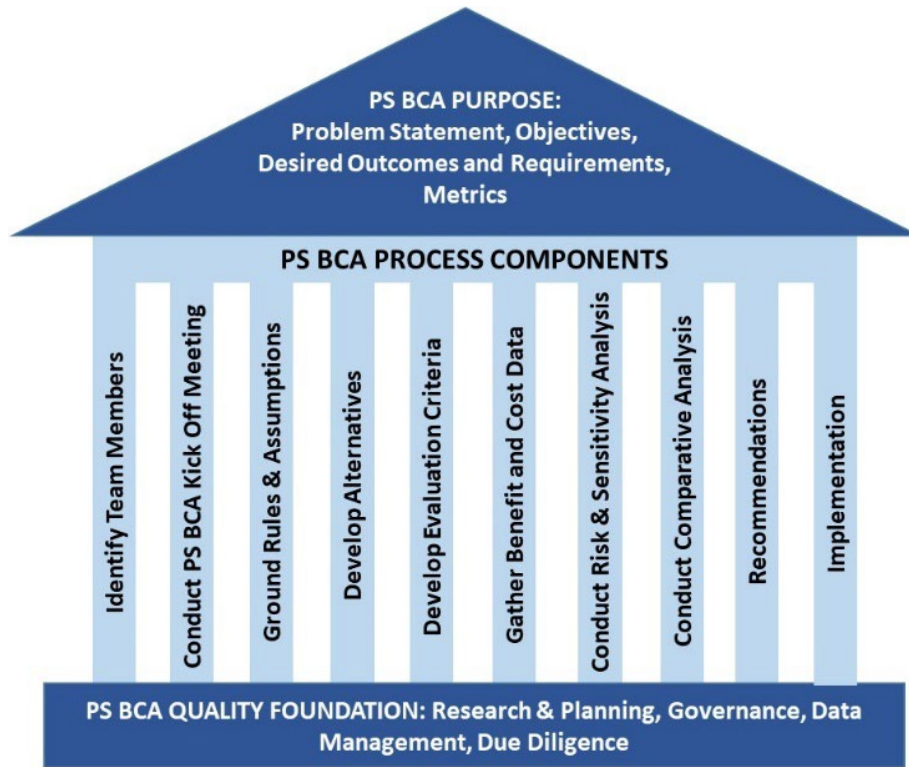 PS BCA PURPOSE:
Problem Statement, Objectives,
Desired Outcomes and Requirements,
Metrics
PS BCA PROCESS COMPONENTS
Identify Team Members
Conduct PS BCA Kick Off Meeting
Ground Rules & Assumptions
Develop Alternatives
Develop Evaluation Criteria
Gather Benefit and Cost Data
Conduct Risk & Sensitivity Analysis
Conduct Comparative Analysis
Recommendations
Implementation
PS BCA QUALITY FOUNDATION: Research & Planning, Governance, Data
Management, Due Diligence